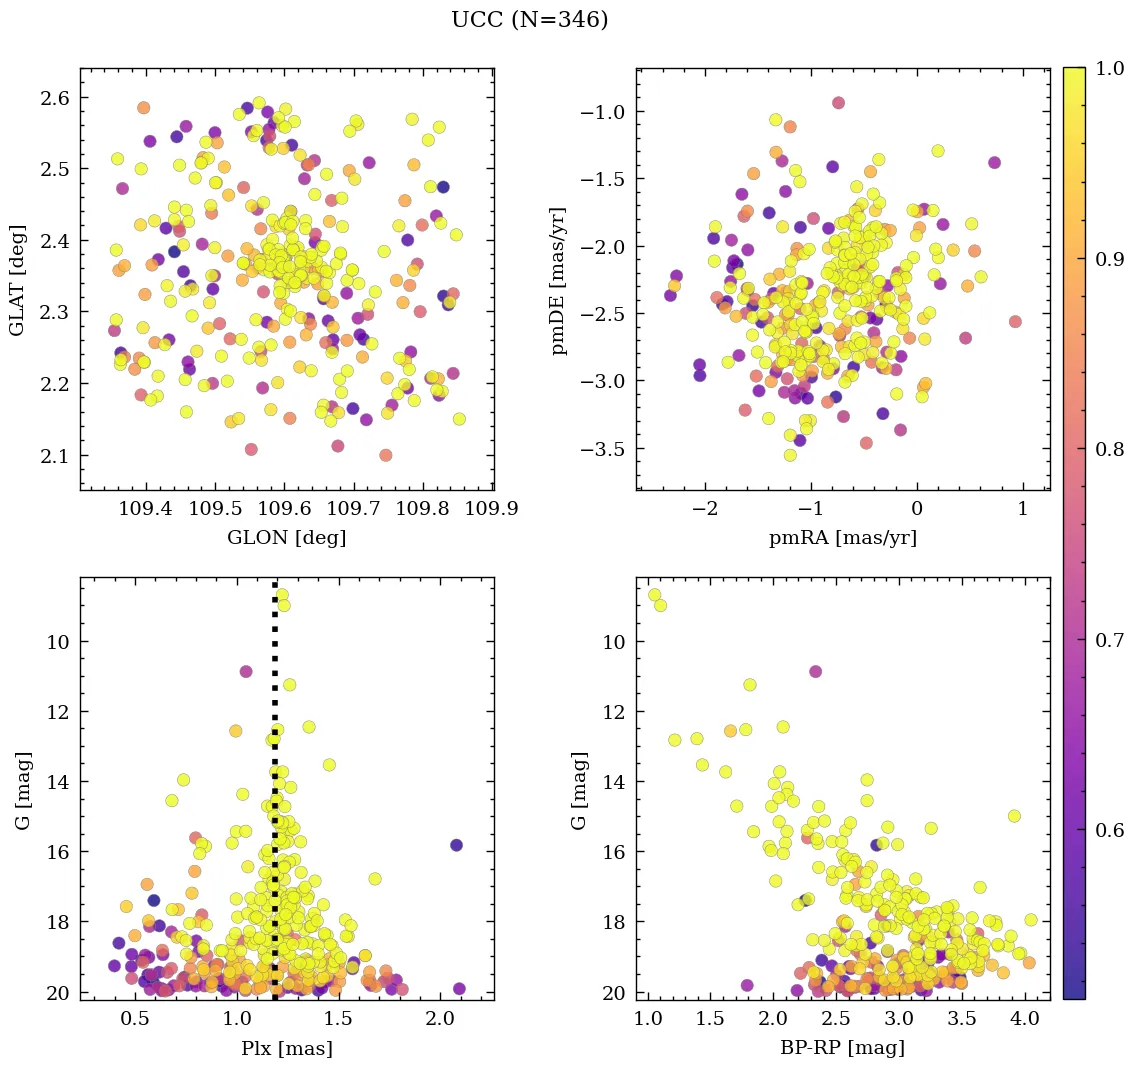 UCC (N=346)
2.6
2.5
2.4
2.3
2.2
2.1
GLAT [deg]
109.4 109.5 109.6 109.7 109.8 109.9
GLON [deg]
−1.0
−1.5
−2.0
−2.5
−3.0
−3.5
pmDE [mas/yr]
−2 −1 0 1
pmRA [mas/yr]
1.0
0.9
0.8
0.7
0.6
10
12
14
16
18
20
G [mag]
0.5 1.0 1.5 2.0
Plx [mas]
10
12
14
16
18
20
G [mag]
1.0 1.5 2.0 2.5 3.0 3.5 4.0
BP-RP [mag]